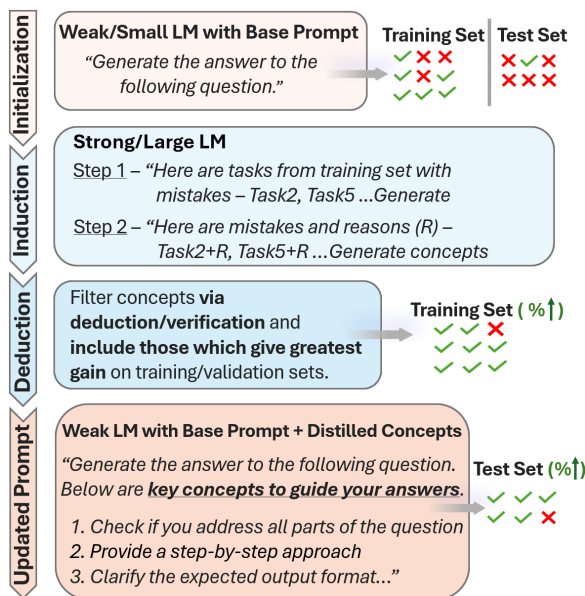 Initialization
Weak/Small LM with Base Prompt
“Generate the answer to the
following question.”
Training Set
Test Set
Induction
Strong/Large LM
Step 1 – “Here are tasks from training set with
mistakes – Task2, Task5 ...Generate
Step 2 – “Here are mistakes and reasons (R) –
Task2+R, Task5+R ...Generate concepts
Deduction
Filter concepts via
deduction/verification and
include those which give greatest
gain on training/validation sets.
Training Set (%↑)
Updated Prompt
Weak LM with Base Prompt + Distilled Concepts
“Generate the answer to the following question.
Below are key concepts to guide your answers.
1. Check if you address all parts of the question
2. Provide a step-by-step approach
3. Clarify the expected output format...”
Test Set (%↑)